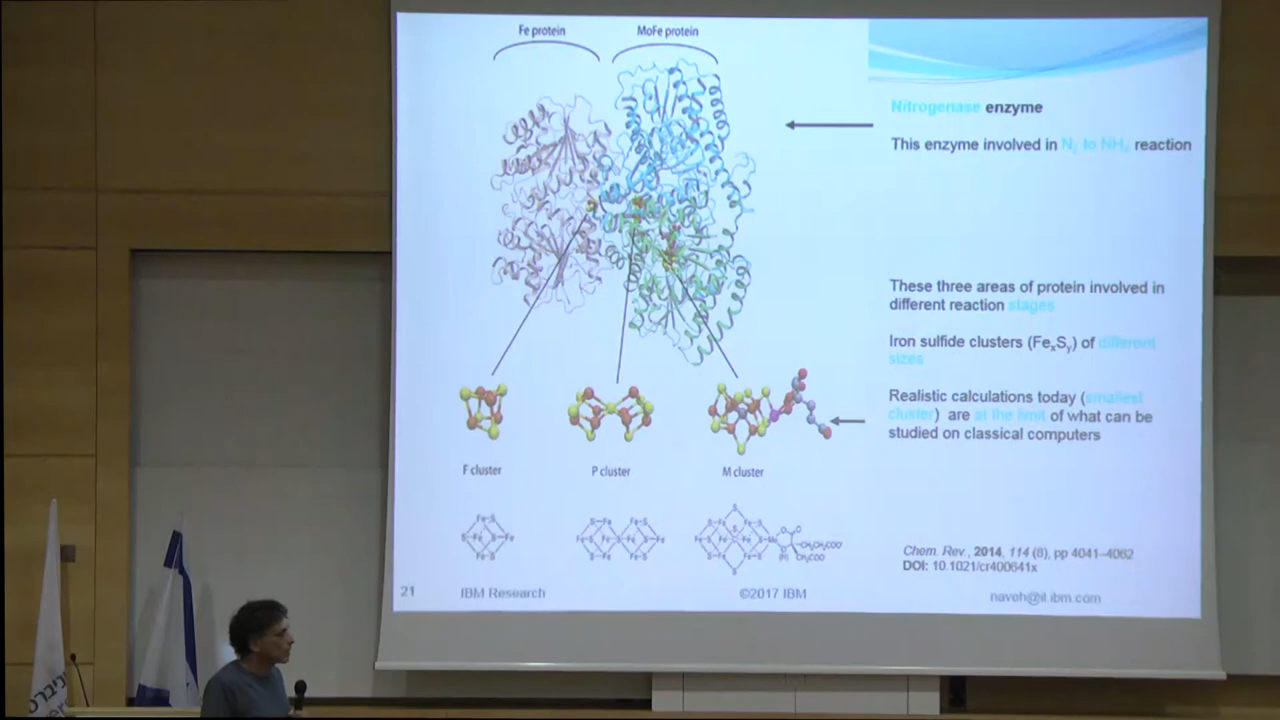 Fe protein
MoFe protein
Nitrogenase enzyme
This enzyme involved in N₂ to NH₃ reaction
These three areas of protein involved in
different reaction stages
Iron sulfide clusters (FeₓSᵧ) of different
sizes
Realistic calculations today (smallest
cluster) are at the limit of what can be
studied on classical computers
F cluster
P cluster
M cluster
Chem. Rev., 2014, 114 (8), pp 4041–4062
DOI: 10.1021/cr400641x
21
IBM Research
©2017 IBM
naveh@il.ibm.com